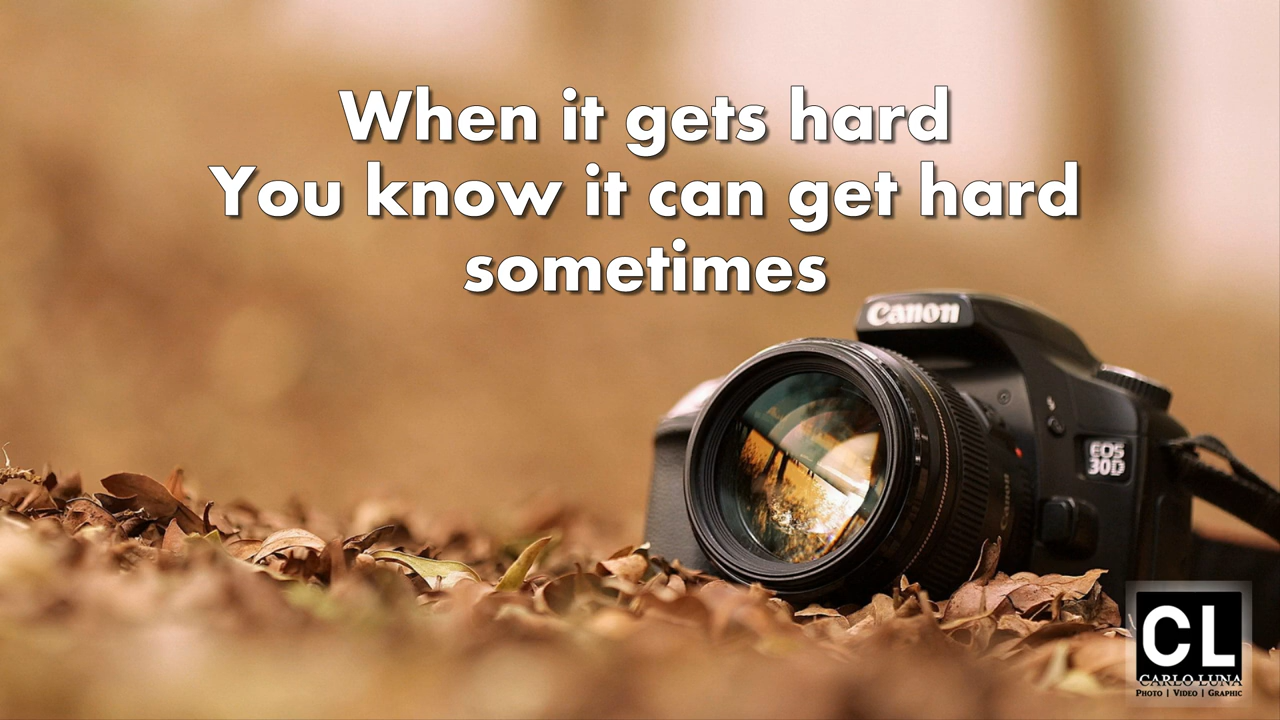 When it gets hard
You know it can get hard
sometimes
Canon
EOS
30D
Canon
CL
CARLO LUNA
PHOTO | VIDEO | GRAPHIC